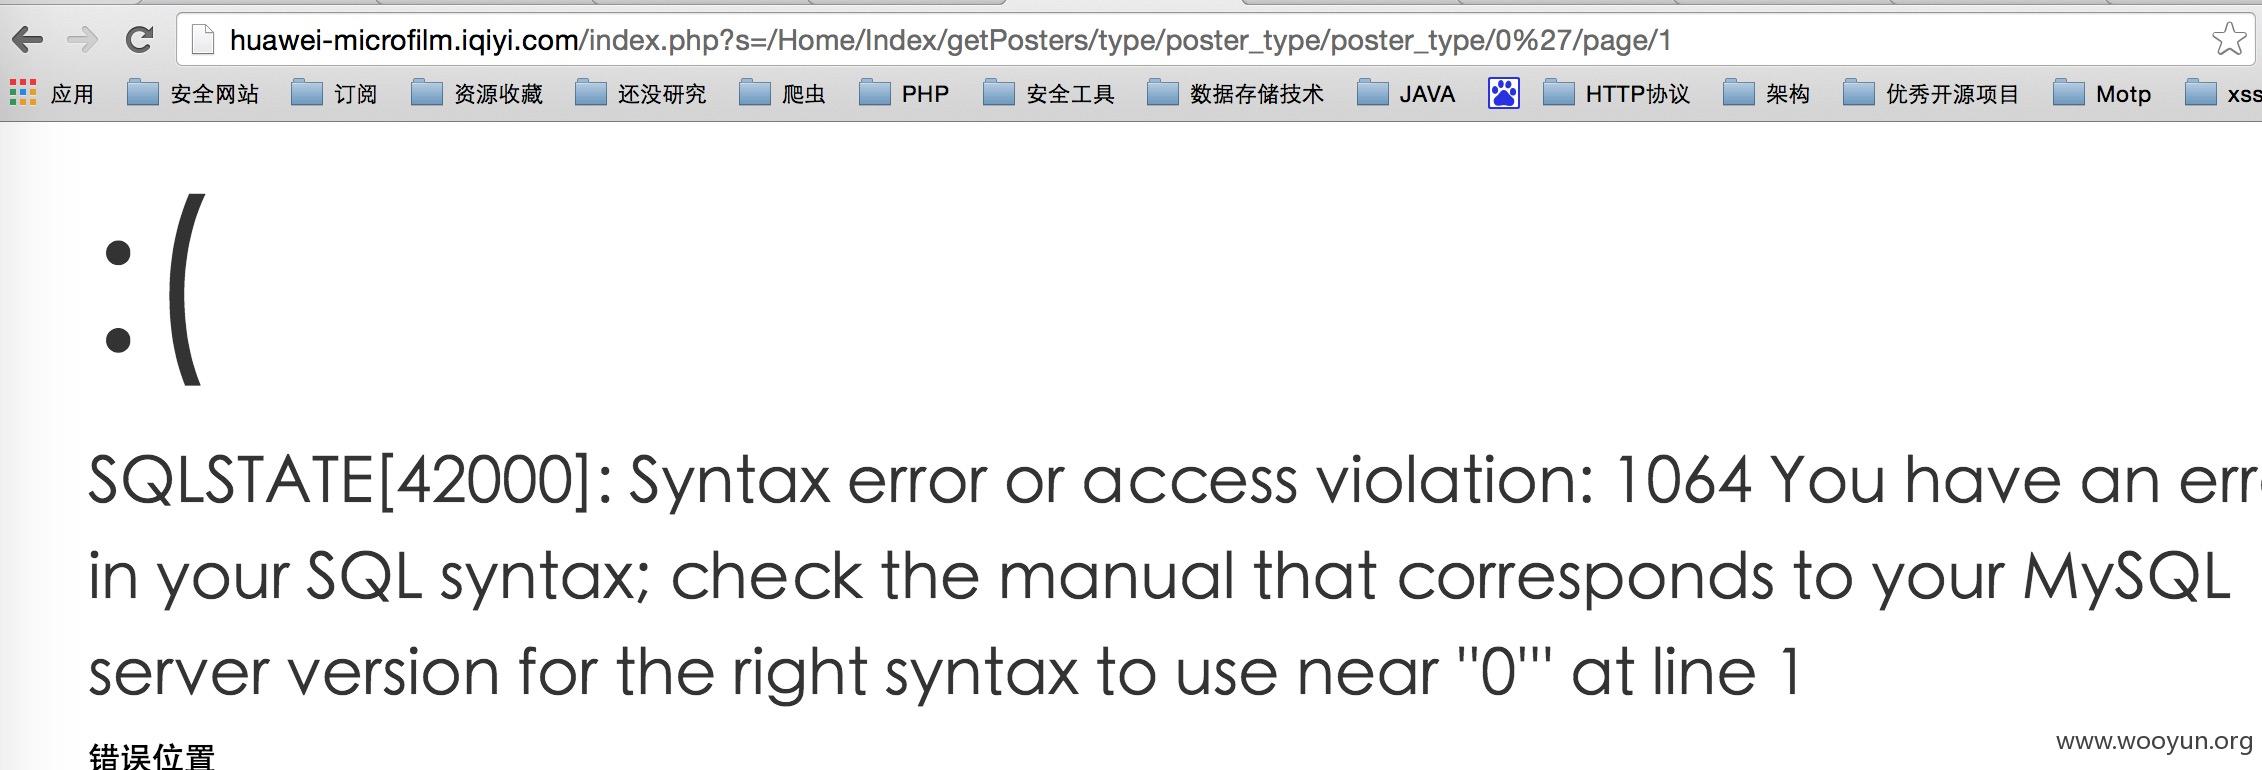 huawei-microfilm.iqiyi.com/index.php?s=/Home/Index/getPosters/type/poster_type/poster_type/0%27/page/1
应用 安全网站 订阅 资源收藏 还没研究 爬虫 PHP 安全工具 数据存储技术 JAVA HTTP协议 架构 优秀开源项目 Motp xss
:(
SQLSTATE[42000]: Syntax error or access violation: 1064 You have an erro
in your SQL syntax; check the manual that corresponds to your MySQL
server version for the right syntax to use near ''0''' at line 1
错误位置
www.wooyun.org